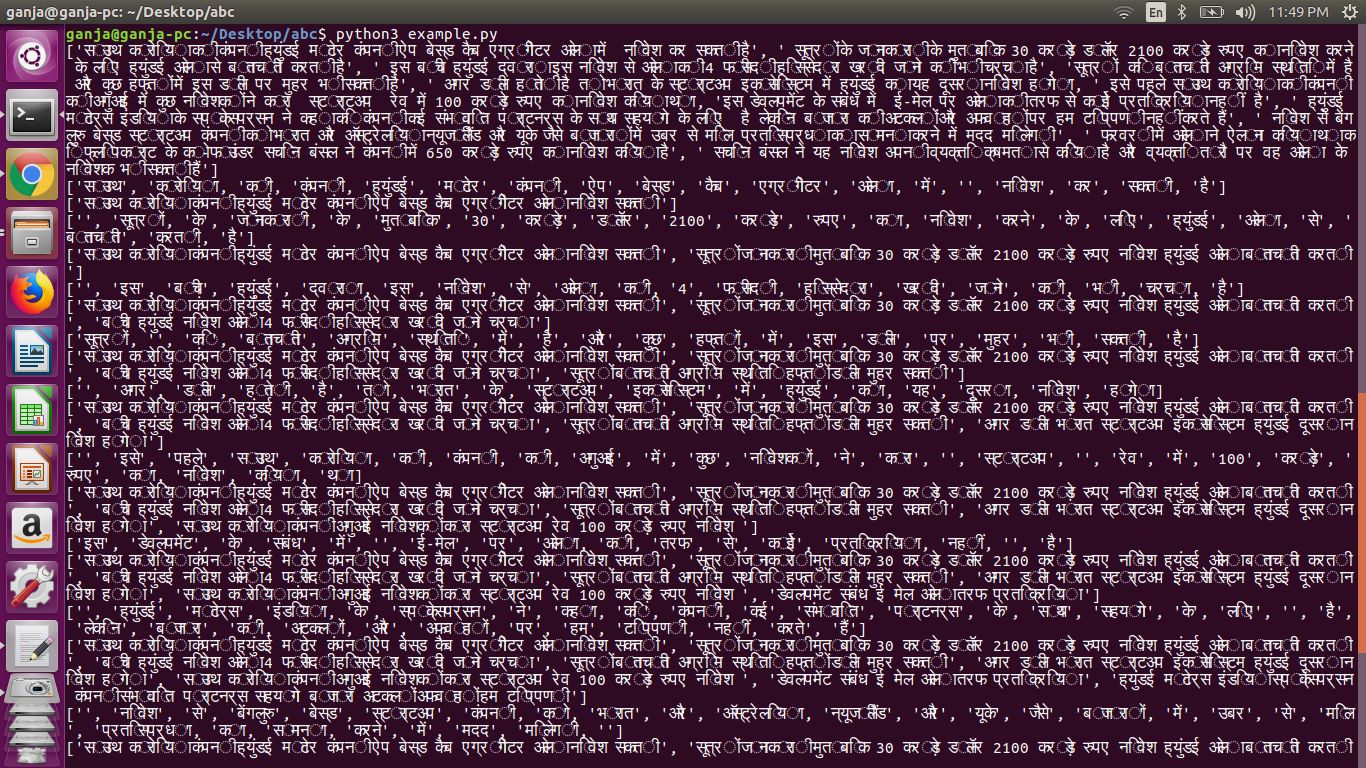 ganja@ganja-pc: ~/Desktop/abc
En
11:49 PM
ganja@ganja-pc:~/Desktop/abc$ python3 example.py
['साउथ कोरिया की कंपनी हयुंडई मोटर कंपनी ऐप बेस्ड कैब एग्रीगेटर ओला में  निवेश कर सकती है', ' सूत्रों के जानकारी के मुताबिक 30 करोड़ डॉलर 2100 करोड़ रुपए का निवेश करने
के लिए हयुंडई ओला से बातचीत करती है', ' इस बीच हयुंडई द्वारा इस निवेश से ओला की 4 फीसदी हिस्सेदारी खरीदे जाने की भी चर्चा है', 'सूत्रों  कि बातचीत अग्रिम स्थिति में है
और कुछ हफ्तों में इस डील पर मुहर भी सकती है', ' अगर डील होती है तो भारत के स्टार्टअप इकोसिस्टम में हयुंडई का यह दूसरा निवेश होगा', ' इसे पहले साउथ कोरिया की कंपनी
की अगुआई में कुछ निवेशकों ने कार  स्टार्टअप  रेव में 100 करोड़ रुपए का निवेश किया था', 'इस डेवलपमेंट के संबंध में  ई-मेल पर ओला की तरफ से कोई प्रतिक्रिया नहीं  है', ' हयुंडई
मोटर्स इंडिया के स्पोक्सपर्सन ने कहा कि कंपनी कई संभावित पार्टनर्स के साथ सहयोग के लिए  है लेकिन बाजार की अटकलों और अफवाहों पर हम टिप्पणी नहीं करते हैं', ' निवेश से बेंग
लुरु बेस्ड स्टार्टअप कंपनी को भारत और ऑस्ट्रेलिया न्यूजीलैंड और यूके जैसे बाजारों में उबर से मिल प्रतिस्पर्धा का सामना करने में मदद मिलेगी', ' फरवरी में ओला ने ऐलान किया था क
ि फ्लिपकार्ट के कोफाउंडर सचिन बंसल ने कंपनी में 650 करोड़ रुपए का निवेश किया है', ' सचिन बंसल ने यह निवेश अपनी व्यक्तिक क्षमता से किया है और व्यक्तित्व पर वह ओला के
निवेशक भी सकती हैं']
['साउथ', 'कोरिया', 'की', 'कंपनी', 'हयुंडई', 'मोटर', 'कंपनी', 'ऐप', 'बेस्ड', 'कैब', 'एग्रीगेटर', 'ओला', 'में', '', 'निवेश', 'कर', 'सकती', 'है']
['साउथ कोरिया कंपनी हयुंडई मोटर कंपनी ऐप बेस्ड कैब एग्रीगेटर ओला निवेश सकती']
['', 'सूत्रों', 'के', 'जानकारी', 'के', 'मुताबिक', '30', 'करोड़', 'डॉलर', '2100', 'करोड़', 'रुपए', 'का', 'निवेश', 'करने', 'के', 'लिए', 'हयुंडई', 'ओला', 'से', '
बातचीत', 'करती', 'है']
['साउथ कोरिया कंपनी हयुंडई मोटर कंपनी ऐप बेस्ड कैब एग्रीगेटर ओला निवेश सकती', 'सूत्रों जानकारी मुताबिक 30 करोड़ डॉलर 2100 करोड़ रुपए निवेश हयुंडई ओला बातचीत करती
']
['', 'इस', 'बीच', 'हयुंडई', 'द्वारा', 'इस', 'निवेश', 'से', 'ओला', 'की', '4', 'फीसदी', 'हिस्सेदारी', 'खरीदे', 'जाने', 'की', 'भी', 'चर्चा', 'है']
['साउथ कोरिया कंपनी हयुंडई मोटर कंपनी ऐप बेस्ड कैब एग्रीगेटर ओला निवेश सकती', 'सूत्रों जानकारी मुताबिक 30 करोड़ डॉलर 2100 करोड़ रुपए निवेश हयुंडई ओला बातचीत करती
', 'बीच हयुंडई निवेश ओला 4 फीसदी हिस्सेदारी खरीदे जाने चर्चा']
['सूत्रों', '', 'कि', 'बातचीत', 'अग्रिम', 'स्थिति', 'में', 'है', 'और', 'कुछ', 'हफ्तों', 'में', 'इस', 'डील', 'पर', 'मुहर', 'भी', 'सकती', 'है']
['साउथ कोरिया कंपनी हयुंडई मोटर कंपनी ऐप बेस्ड कैब एग्रीगेटर ओला निवेश सकती', 'सूत्रों जानकारी मुताबिक 30 करोड़ डॉलर 2100 करोड़ रुपए निवेश हयुंडई ओला बातचीत करती
', 'बीच हयुंडई निवेश ओला 4 फीसदी हिस्सेदारी खरीदे जाने चर्चा', 'सूत्रों बातचीत अग्रिम स्थिति हफ्तों डील मुहर सकती']
['', 'अगर', 'डील', 'होती', 'है', 'तो', 'भारत', 'के', 'स्टार्टअप', 'इकोसिस्टम', 'में', 'हयुंडई', 'का', 'यह', 'दूसरा', 'निवेश', 'होगा']
['साउथ कोरिया कंपनी हयुंडई मोटर कंपनी ऐप बेस्ड कैब एग्रीगेटर ओला निवेश सकती', 'सूत्रों जानकारी मुताबिक 30 करोड़ डॉलर 2100 करोड़ रुपए निवेश हयुंडई ओला बातचीत करती
', 'बीच हयुंडई निवेश ओला 4 फीसदी हिस्सेदारी खरीदे जाने चर्चा', 'सूत्रों बातचीत अग्रिम स्थिति हफ्तों डील मुहर सकती', 'अगर डील भारत स्टार्टअप इकोसिस्टम हयुंडई दूसरा न
िवेश होगा']
['', 'इसे', 'पहले', 'साउथ', 'कोरिया', 'की', 'कंपनी', 'की', 'अगुआई', 'में', 'कुछ', 'निवेशकों', 'ने', 'कार', '', 'स्टार्टअप', '', 'रेव', 'में', '100', 'करोड़', '
रुपए', 'का', 'निवेश', 'किया', 'था']
['साउथ कोरिया कंपनी हयुंडई मोटर कंपनी ऐप बेस्ड कैब एग्रीगेटर ओला निवेश सकती', 'सूत्रों जानकारी मुताबिक 30 करोड़ डॉलर 2100 करोड़ रुपए निवेश हयुंडई ओला बातचीत करती
', 'बीच हयुंडई निवेश ओला 4 फीसदी हिस्सेदारी खरीदे जाने चर्चा', 'सूत्रों बातचीत अग्रिम स्थिति हफ्तों डील मुहर सकती', 'अगर डील भारत स्टार्टअप इकोसिस्टम हयुंडई दूसरा न
िवेश होगा', 'साउथ कोरिया कंपनी अगुआई निवेशकों कार स्टार्टअप रेव 100 करोड़ रुपए निवेश ']
['इस', 'डेवलपमेंट', 'के', 'संबंध', 'में', '', 'ई-मेल', 'पर', 'ओला', 'की', 'तरफ', 'से', 'कोई', 'प्रतिक्रिया', 'नहीं', '', 'है']
['साउथ कोरिया कंपनी हयुंडई मोटर कंपनी ऐप बेस्ड कैब एग्रीगेटर ओला निवेश सकती', 'सूत्रों जानकारी मुताबिक 30 करोड़ डॉलर 2100 करोड़ रुपए निवेश हयुंडई ओला बातचीत करती
', 'बीच हयुंडई निवेश ओला 4 फीसदी हिस्सेदारी खरीदे जाने चर्चा', 'सूत्रों बातचीत अग्रिम स्थिति हफ्तों डील मुहर सकती', 'अगर डील भारत स्टार्टअप इकोसिस्टम हयुंडई दूसरा न
िवेश होगा', 'साउथ कोरिया कंपनी अगुआई निवेशकों कार स्टार्टअप रेव 100 करोड़ रुपए निवेश ', 'डेवलपमेंट संबंध ई मेल ओला तरफ प्रतिक्रिया']
['', 'हयुंडई', 'मोटर्स', 'इंडिया', 'के', 'स्पोक्सपर्सन', 'ने', 'कहा', 'कि', 'कंपनी', 'कई', 'संभावित', 'पार्टनर्स', 'के', 'साथ', 'सहयोग', 'के', 'लिए', '', 'है',
'लेकिन', 'बाजार', 'की', 'अटकलों', 'और', 'अफवाहों', 'पर', 'हम', 'टिप्पणी', 'नहीं', 'करते', 'हैं']
['साउथ कोरिया कंपनी हयुंडई मोटर कंपनी ऐप बेस्ड कैब एग्रीगेटर ओला निवेश सकती', 'सूत्रों जानकारी मुताबिक 30 करोड़ डॉलर 2100 करोड़ रुपए निवेश हयुंडई ओला बातचीत करती
', 'बीच हयुंडई निवेश ओला 4 फीसदी हिस्सेदारी खरीदे जाने चर्चा', 'सूत्रों बातचीत अग्रिम स्थिति हफ्तों डील मुहर सकती', 'अगर डील भारत स्टार्टअप इकोसिस्टम हयुंडई दूसरा न
िवेश होगा', 'साउथ कोरिया कंपनी अगुआई निवेशकों कार स्टार्टअप रेव 100 करोड़ रुपए निवेश ', 'डेवलपमेंट संबंध ई मेल ओला तरफ प्रतिक्रिया', 'हयुंडई मोटर्स इंडिया स्पोक्सपर्सन
कंपनी संभावित पार्टनर्स सहयोग बाजार अटकलों अफवाहों हम टिप्पणी']
['', 'निवेश', 'से', 'बेंगलुरु', 'बेस्ड', 'स्टार्टअप', 'कंपनी', 'को', 'भारत', 'और', 'ऑस्ट्रेलिया', 'न्यूजीलैंड', 'और', 'यूके', 'जैसे', 'बाजारों', 'में', 'उबर', 'से', 'मिल
', 'प्रतिस्पर्धा', 'का', 'सामना', 'करने', 'में', 'मदद', 'मिलेगी', '']
['साउथ कोरिया कंपनी हयुंडई मोटर कंपनी ऐप बेस्ड कैब एग्रीगेटर ओला निवेश सकती', 'सूत्रों जानकारी मुताबिक 30 करोड़ डॉलर 2100 करोड़ रुपए निवेश हयुंडई ओला बातचीत करती